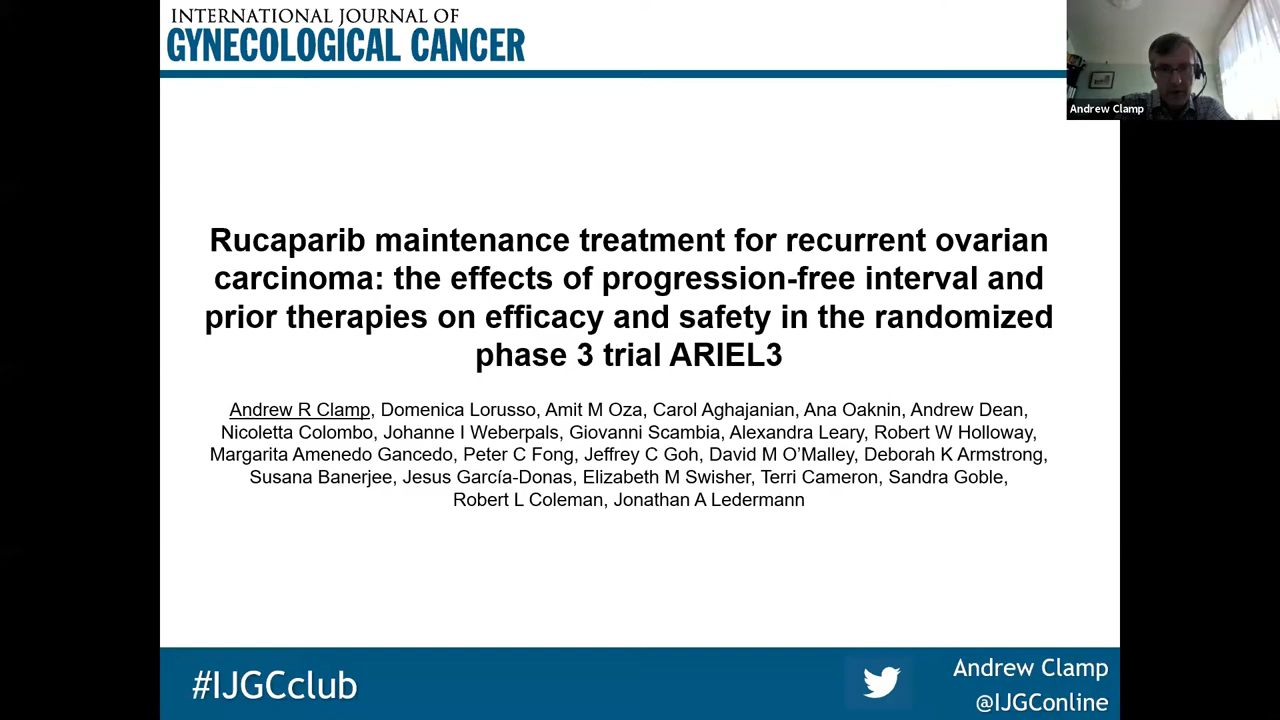 INTERNATIONAL JOURNAL OF
GYNECOLOGICAL CANCER
Andrew Clamp
Rucaparib maintenance treatment for recurrent ovarian
carcinoma: the effects of progression-free interval and
prior therapies on efficacy and safety in the randomized
phase 3 trial ARIEL3
Andrew R Clamp, Domenica Lorusso, Amit M Oza, Carol Aghajanian, Ana Oaknin, Andrew Dean,
Nicoletta Colombo, Johanne I Weberpals, Giovanni Scambia, Alexandra Leary, Robert W Holloway,
Margarita Amenedo Gancedo, Peter C Fong, Jeffrey C Goh, David M O’Malley, Deborah K Armstrong,
Susana Banerjee, Jesus García-Donas, Elizabeth M Swisher, Terri Cameron, Sandra Goble,
Robert L Coleman, Jonathan A Ledermann
#IJGCclub
Andrew Clamp
@IJGConline